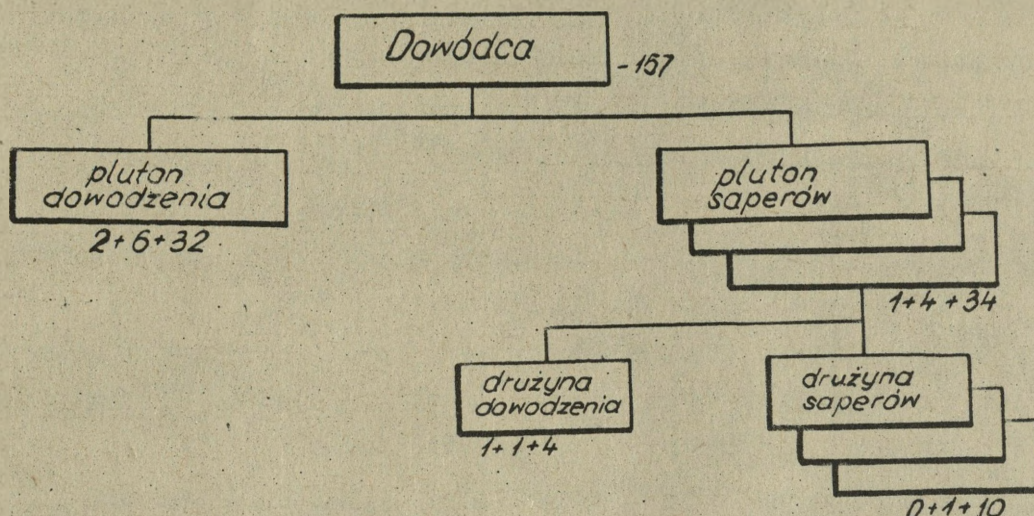 Dowódca
-157
pluton
dowodzenia
2+6+32
pluton
saperów
1+4+34
drużyna
dowodzenia
1+1+4
drużyna
saperów
0+1+10